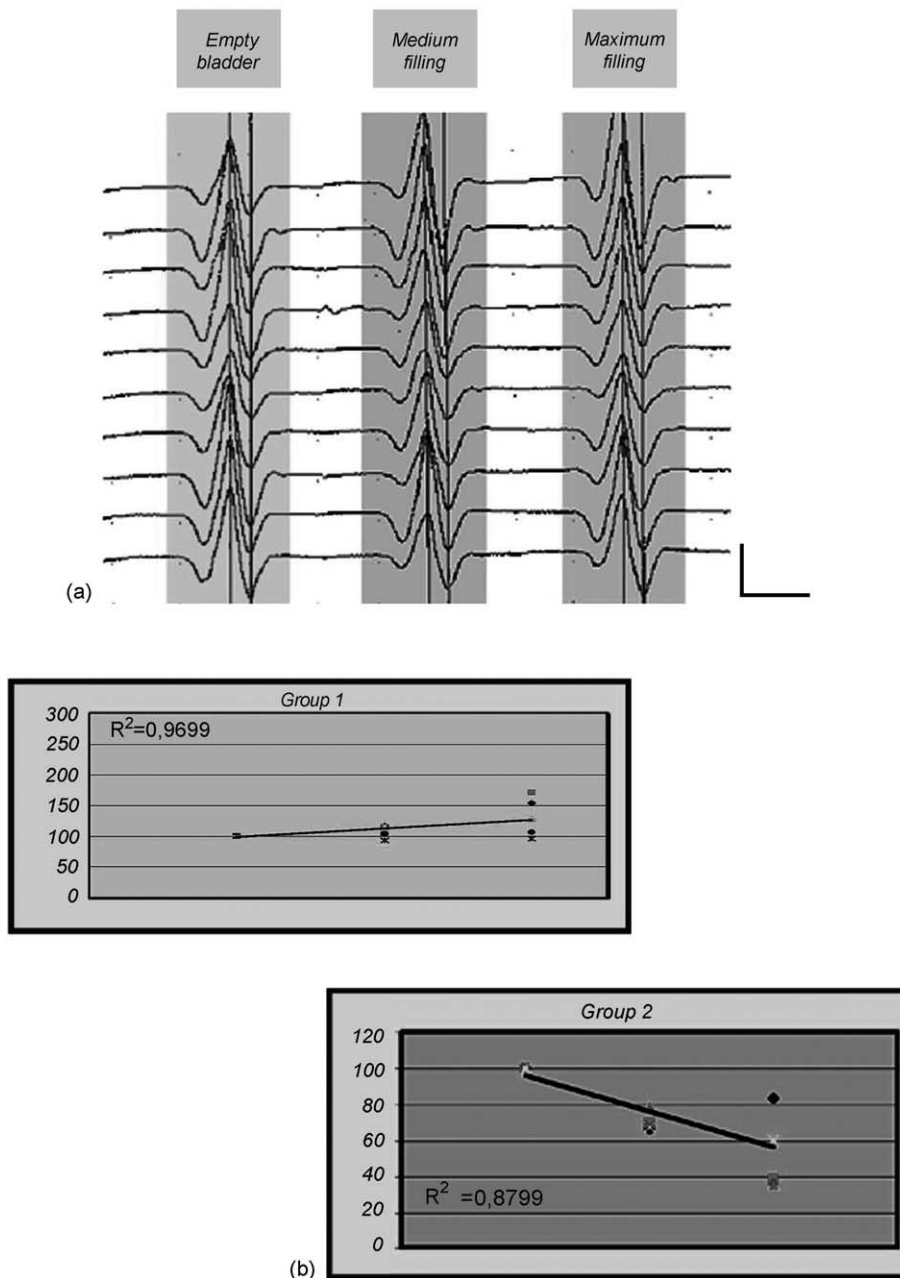 Empty
bladder
Medium
filling
Maximum
filling
(a)
Group 1
R²=0,9699
300
250
200
150
100
50
0
Group 2
120
100
80
60
40
20
0
R² =0,8799
(b)